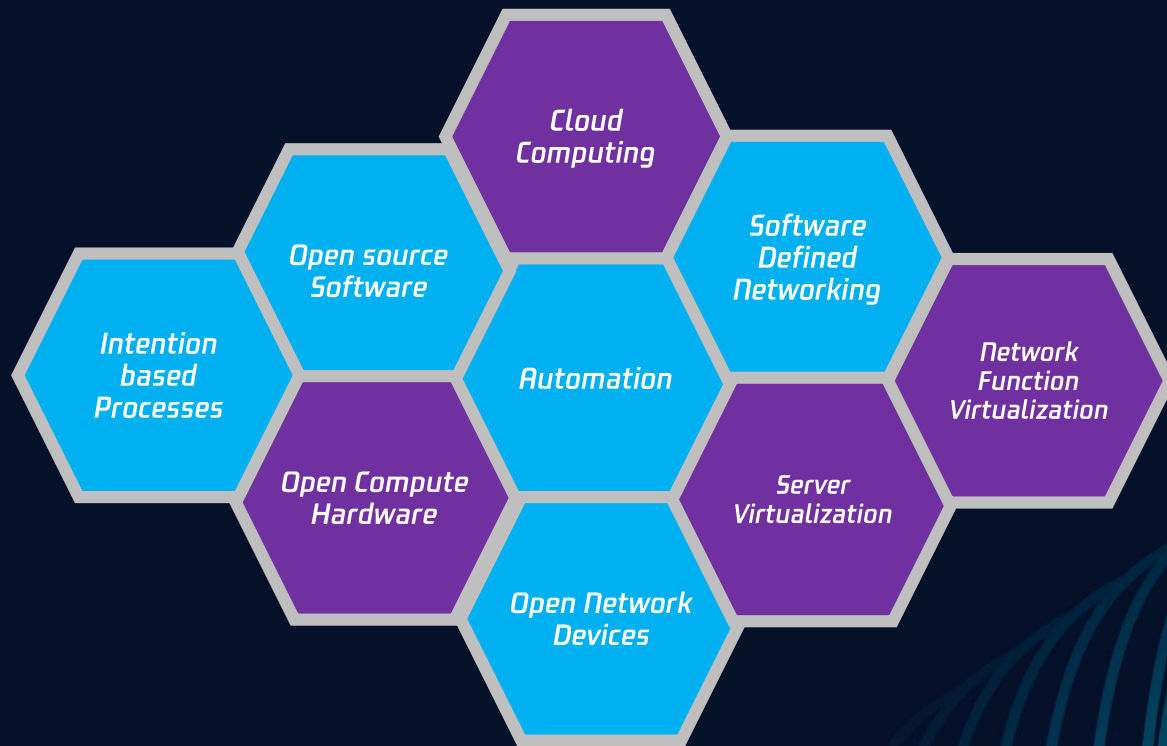 Cloud
Computing
Open source
Software
Software
Defined
Networking
Intention
based
Processes
Automation
Network
Function
Virtualization
Open Compute
Hardware
Server
Virtualization
Open Network
Devices